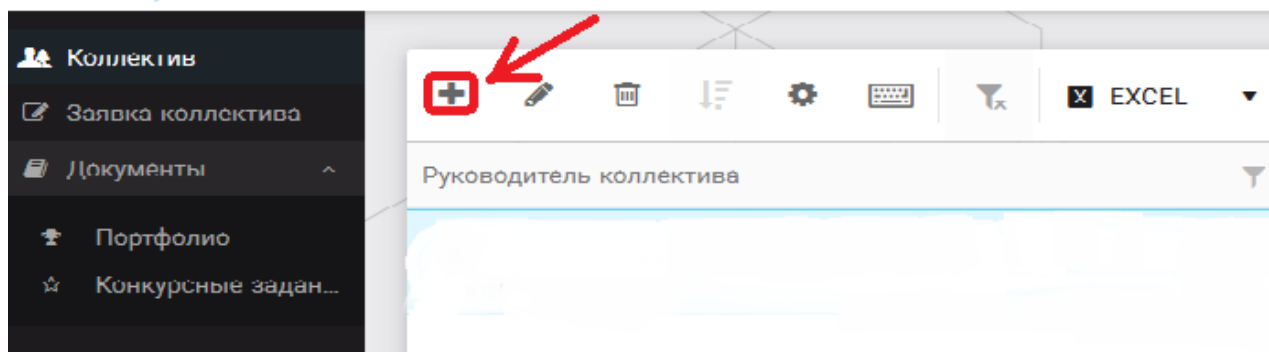 Коллектив
Заявка коллектива
Документы
Портфолио
Конкурсные задан...
EXCEL
Руководитель коллектива